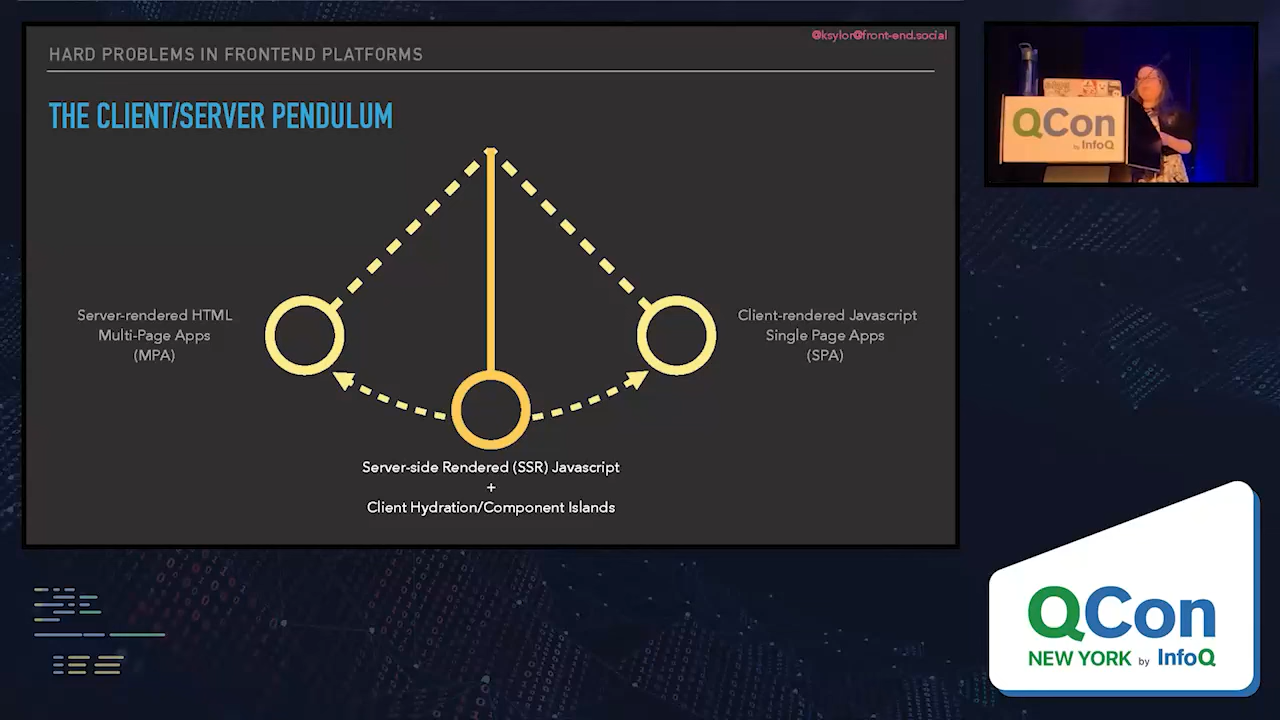 @ksylor@front-end.social
HARD PROBLEMS IN FRONTEND PLATFORMS
THE CLIENT/SERVER PENDULUM
Server-rendered HTML
Multi-Page Apps
(MPA)
Client-rendered Javascript
Single Page Apps
(SPA)
Server-side Rendered (SSR) Javascript
+
Client Hydration/Component Islands
QCon
by InfoQ
QCon
NEW YORK by InfoQ